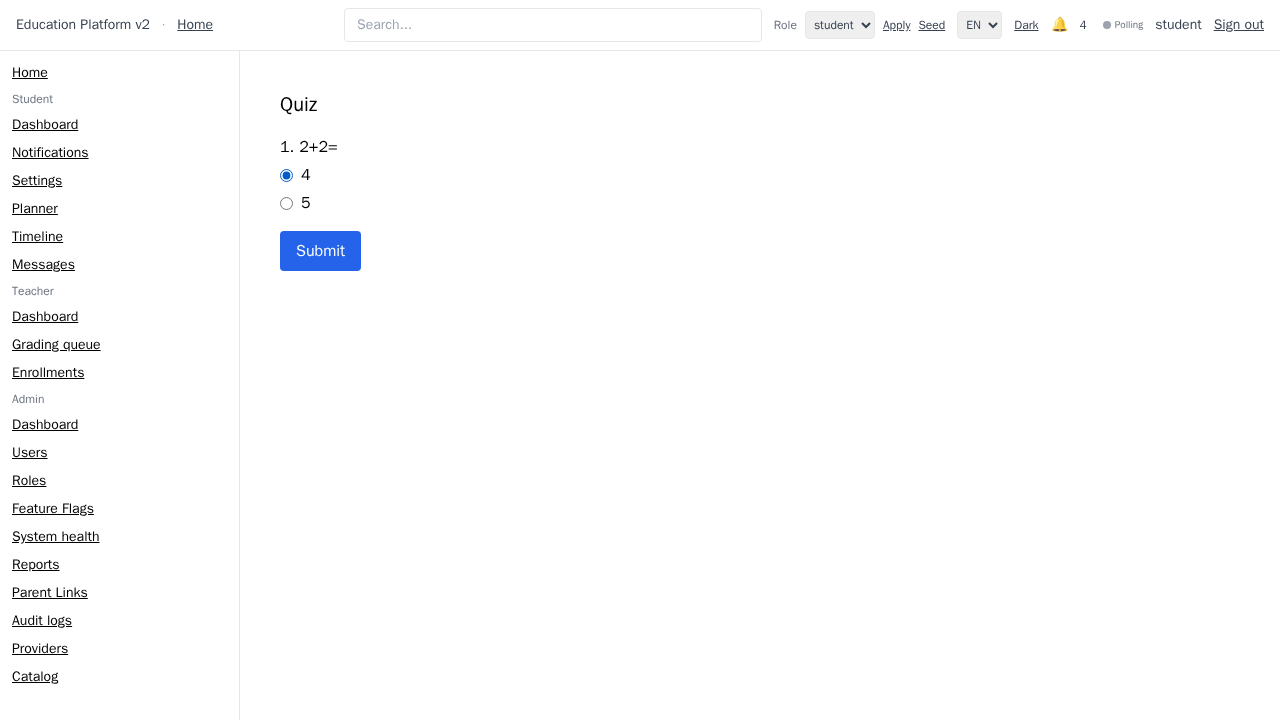 Education Platform v2 · Home
Search...
Role student Apply Seed EN Dark 🔔 4 Polling student Sign out
Home
Student
Dashboard
Notifications
Settings
Planner
Timeline
Messages
Teacher
Dashboard
Grading queue
Enrollments
Admin
Dashboard
Users
Roles
Feature Flags
System health
Reports
Parent Links
Audit logs
Providers
Catalog
Quiz
1. 2+2=
4
5
Submit